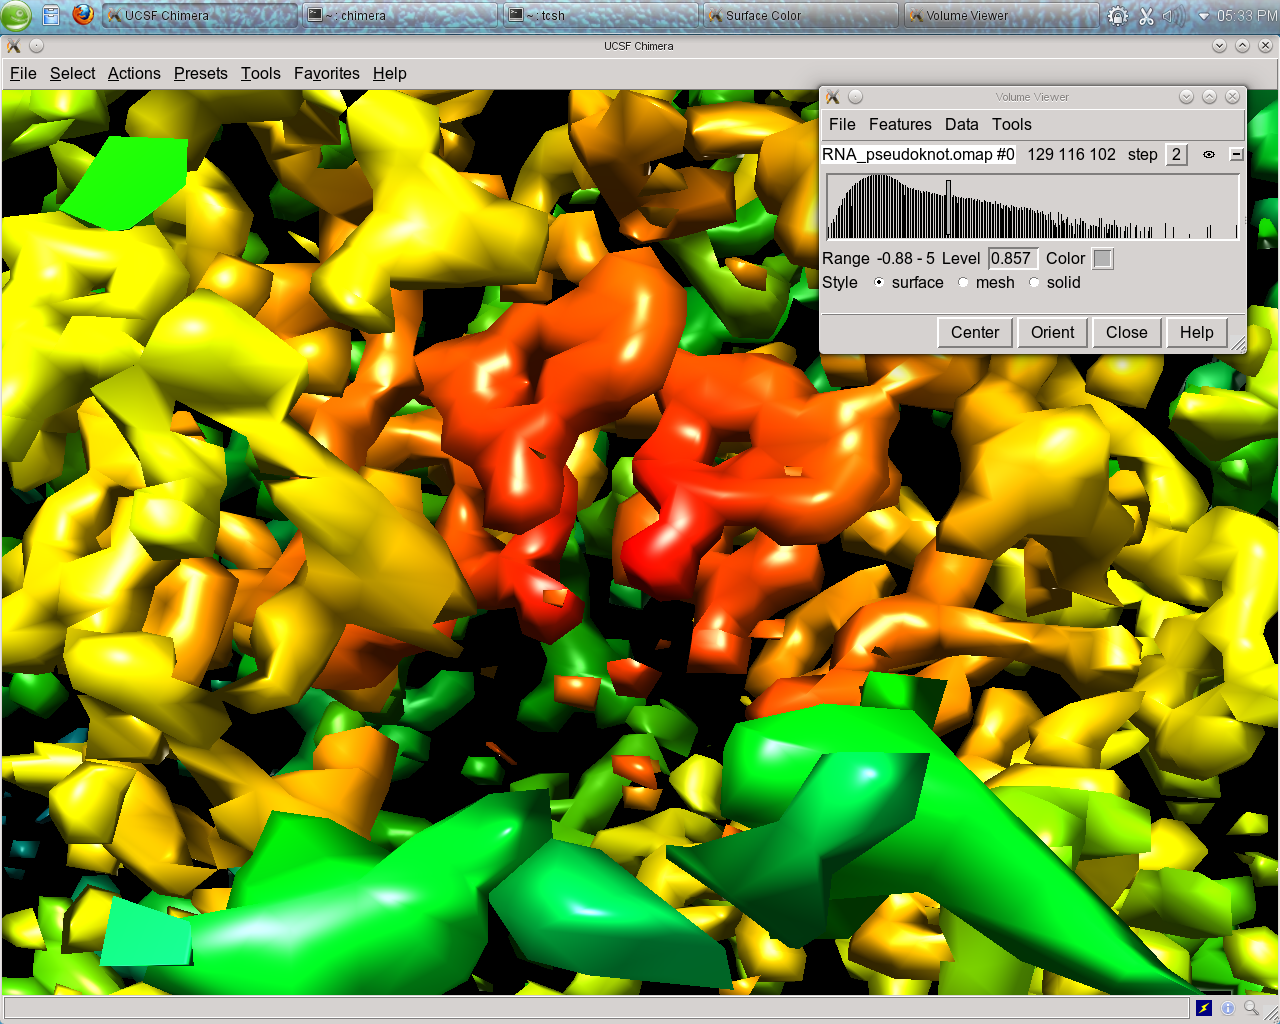 UCSF Chimera
~ : chimera
~ : tcsh
Surface Color
Volume Viewer
05:33 PM
UCSF Chimera
File Select Actions Presets Tools Favorites Help
Volume Viewer
File Features Data Tools
RNA_pseudoknot.omap #0 129 116 102 step 2
Range -0.88 - 5 Level 0.857 Color
Style surface mesh solid
Center Orient Close Help